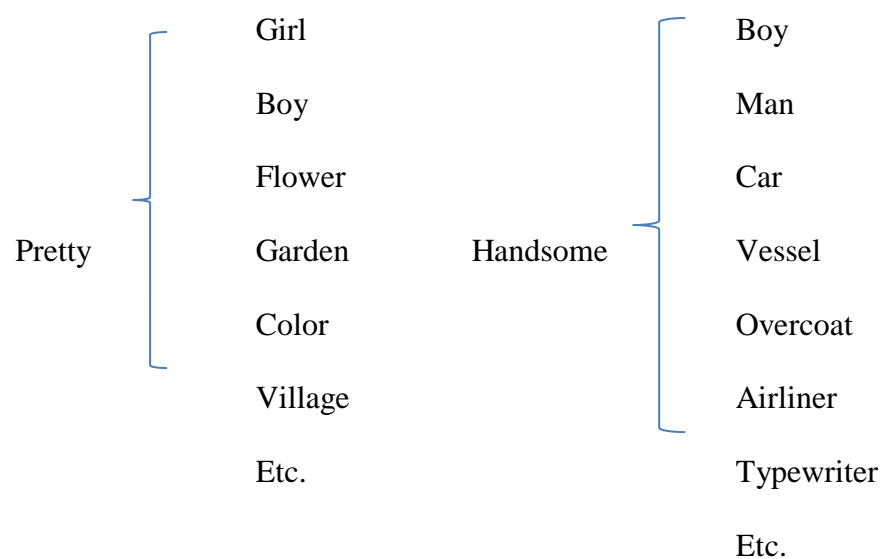 Girl
Boy
Flower
Pretty Garden
Color
Village
Etc.
Boy
Man
Car
Handsome Vessel
Overcoat
Airliner
Typewriter
Etc.